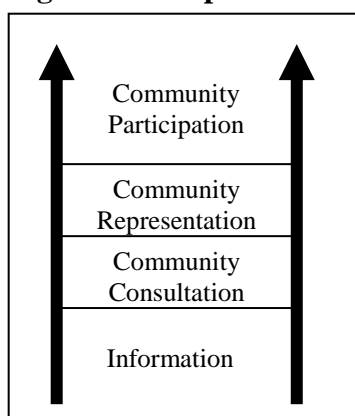 Community
Participation
Community
Representation
Community
Consultation
Information